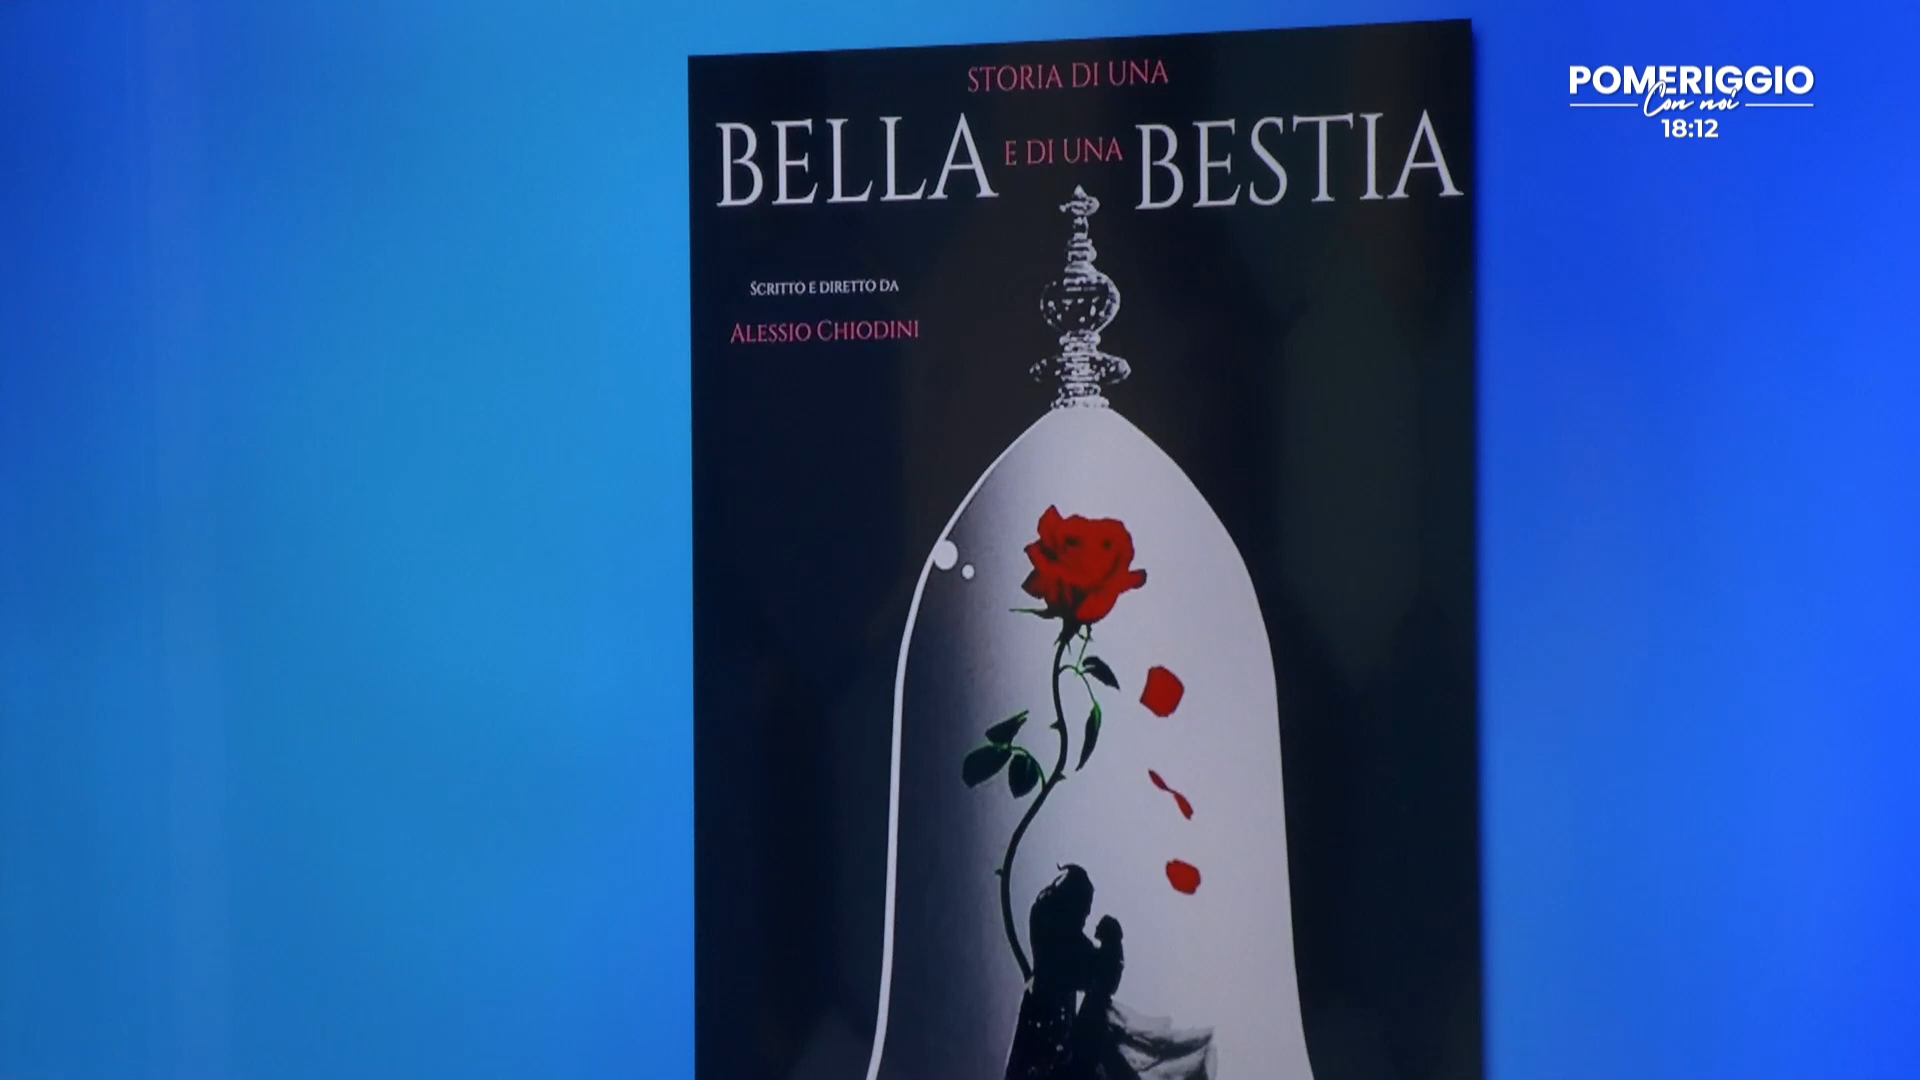 STORIA DI UNA
BELLA E DI UNA BESTIA
SCRITTO E DIRETTO DA
ALESSIO CHIODINI
POMERIGGIO
Con noi
18:12